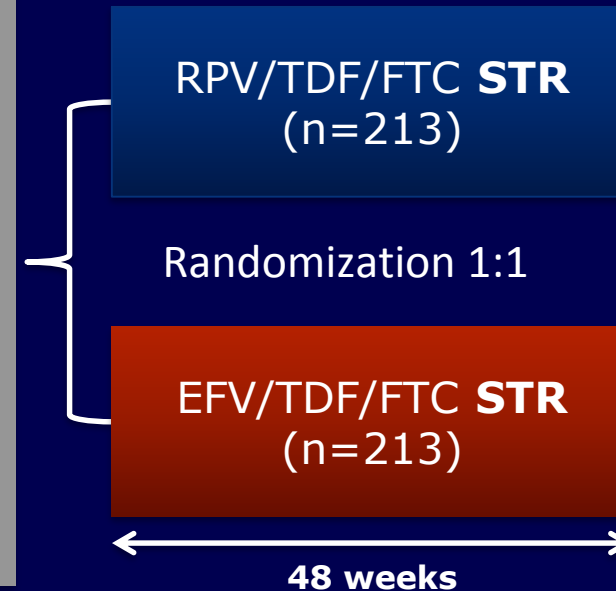 RPV/TDF/FTC STR
(n=213)
Randomization 1:1
EFV/TDF/FTC STR
(n=213)
48 weeks